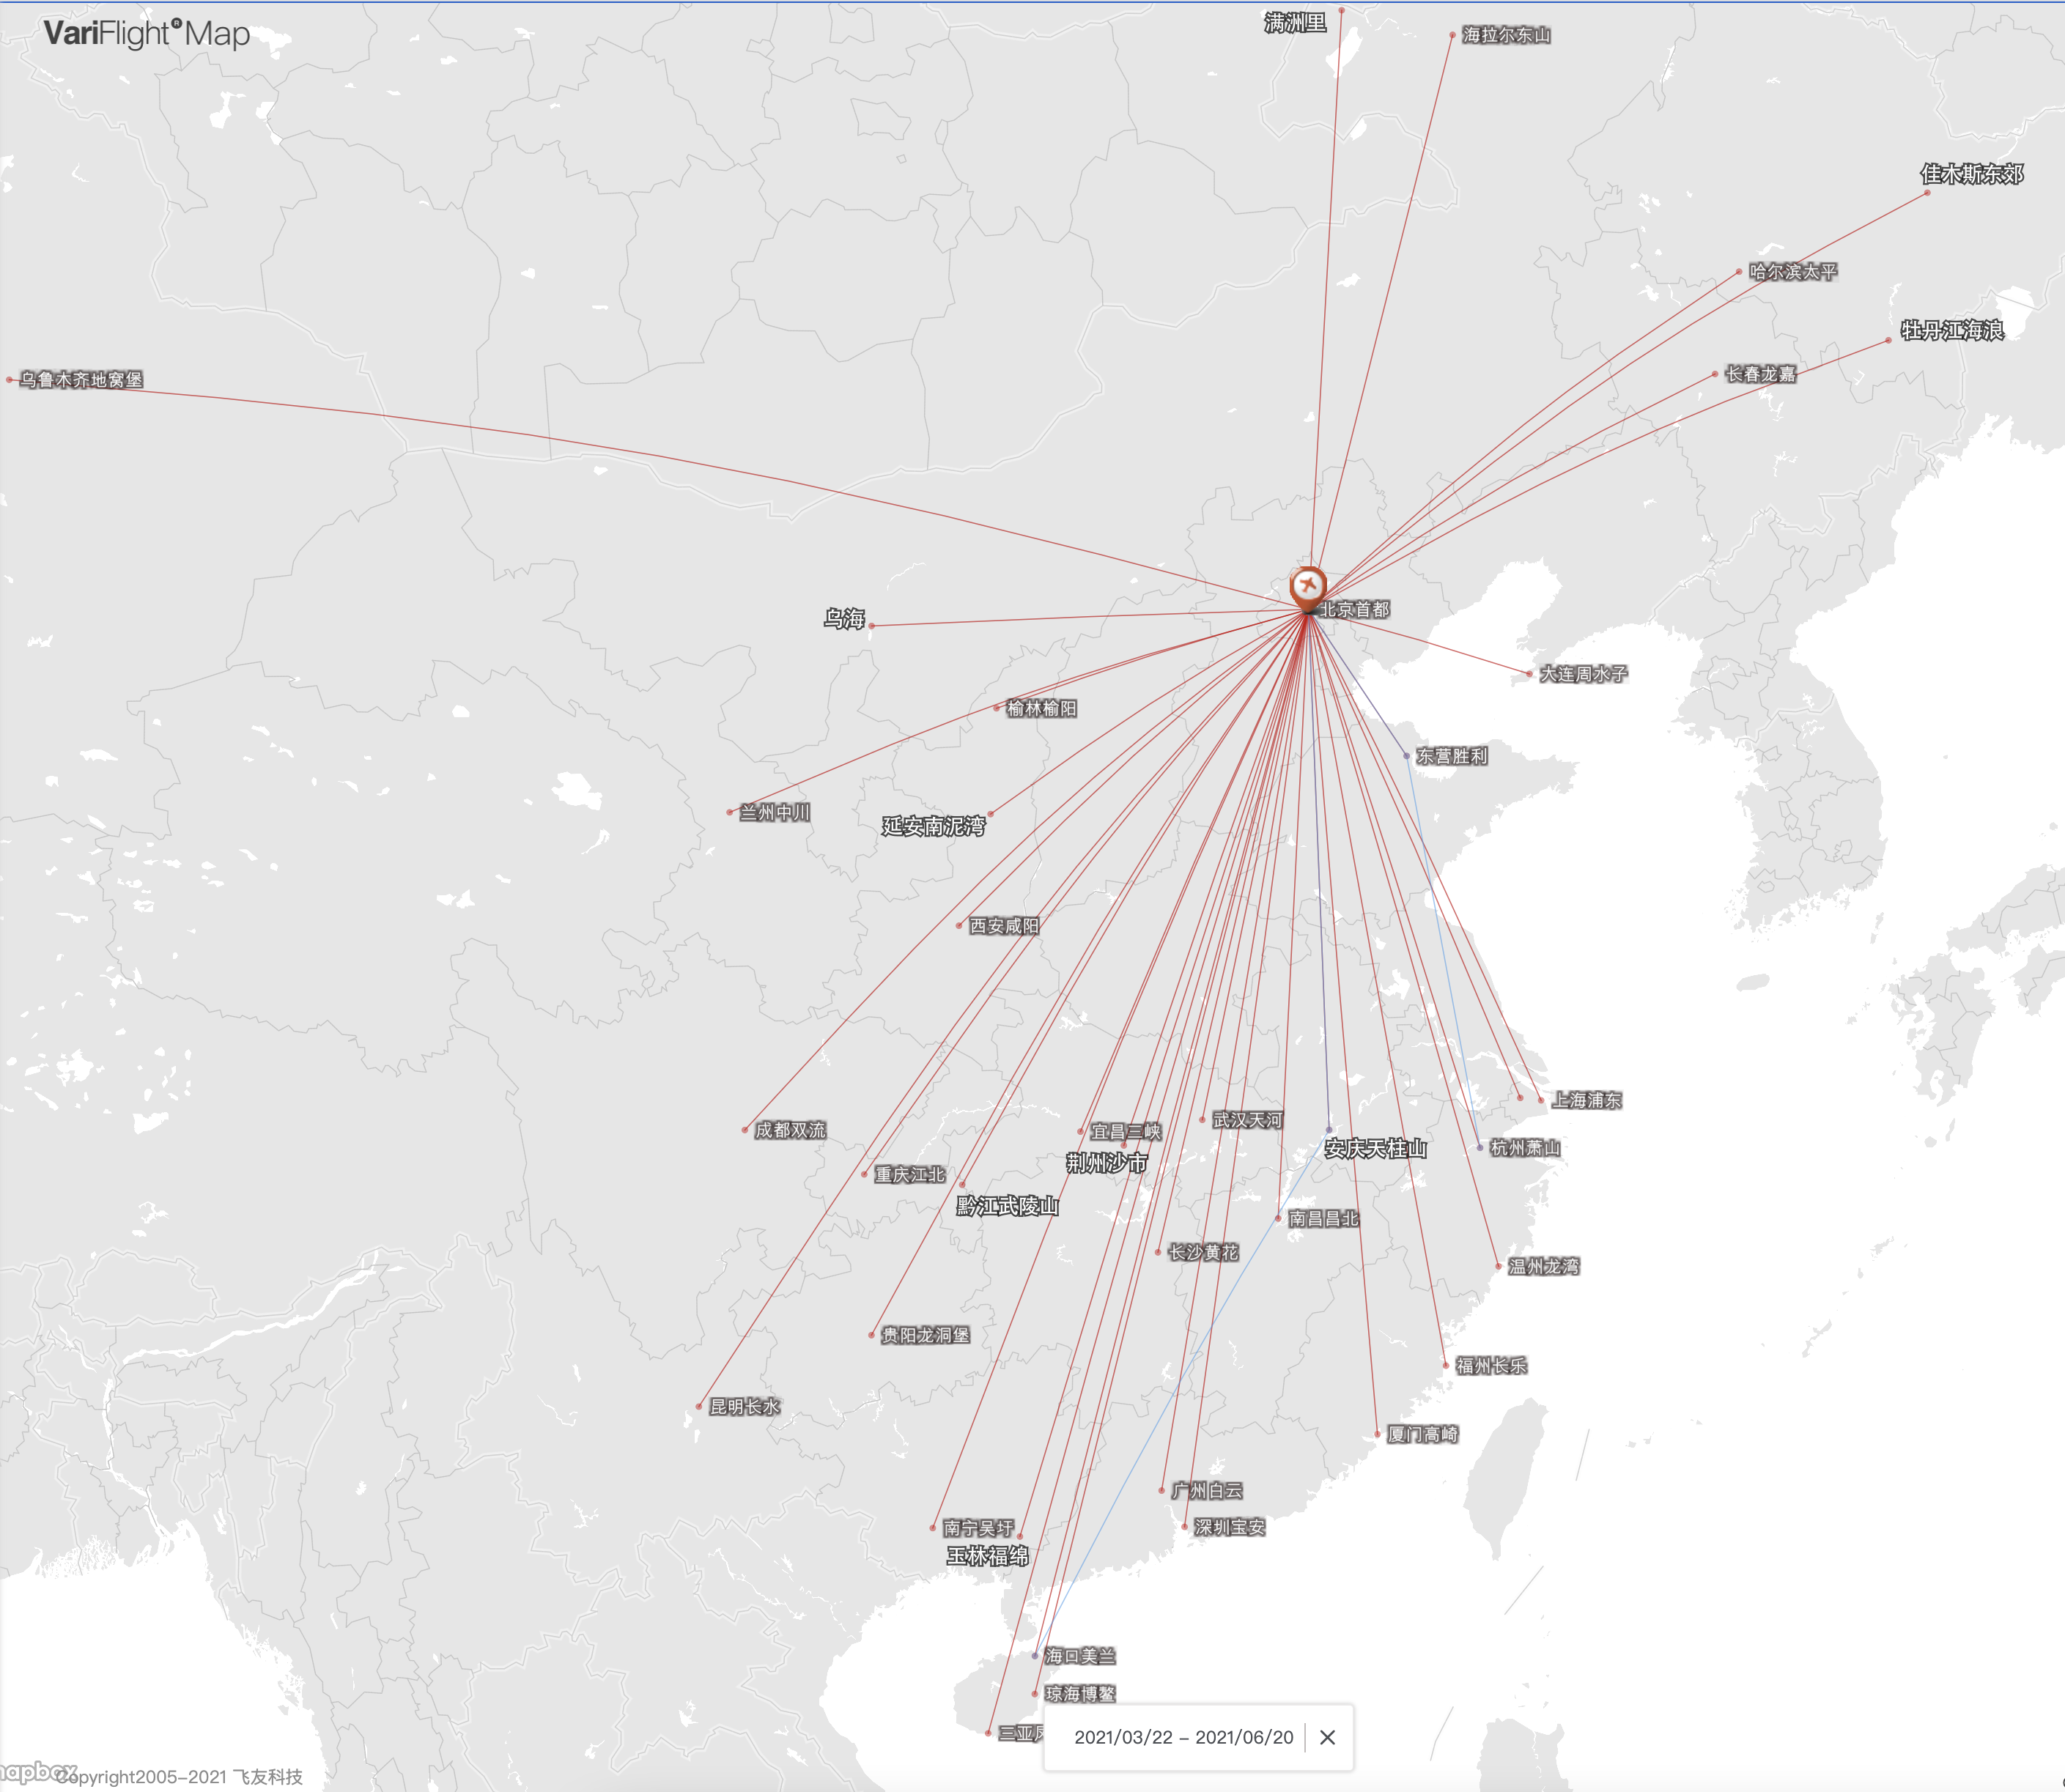 VariFlight®Map
满洲里
海拉尔东山
佳木斯东郊
哈尔滨太平
牡丹江海浪
长春龙嘉
乌鲁木齐地窝堡
北京首都
乌海
大连周水子
榆林榆阳
东营胜利
兰州中川
延安南泥湾
西安咸阳
上海浦东
武汉天河
成都双流
宜昌三峡
安庆天柱山
杭州萧山
荆州沙市
重庆江北
黔江武陵山
南昌昌北
长沙黄花
温州龙湾
贵阳龙洞堡
福州长乐
昆明长水
厦门高崎
广州白云
南宁吴圩
深圳宝安
玉林福绵
海口美兰
琼海博鳌
三亚凤
2021/03/22 – 2021/06/20
mapbox
Copyright2005-2021 飞友科技